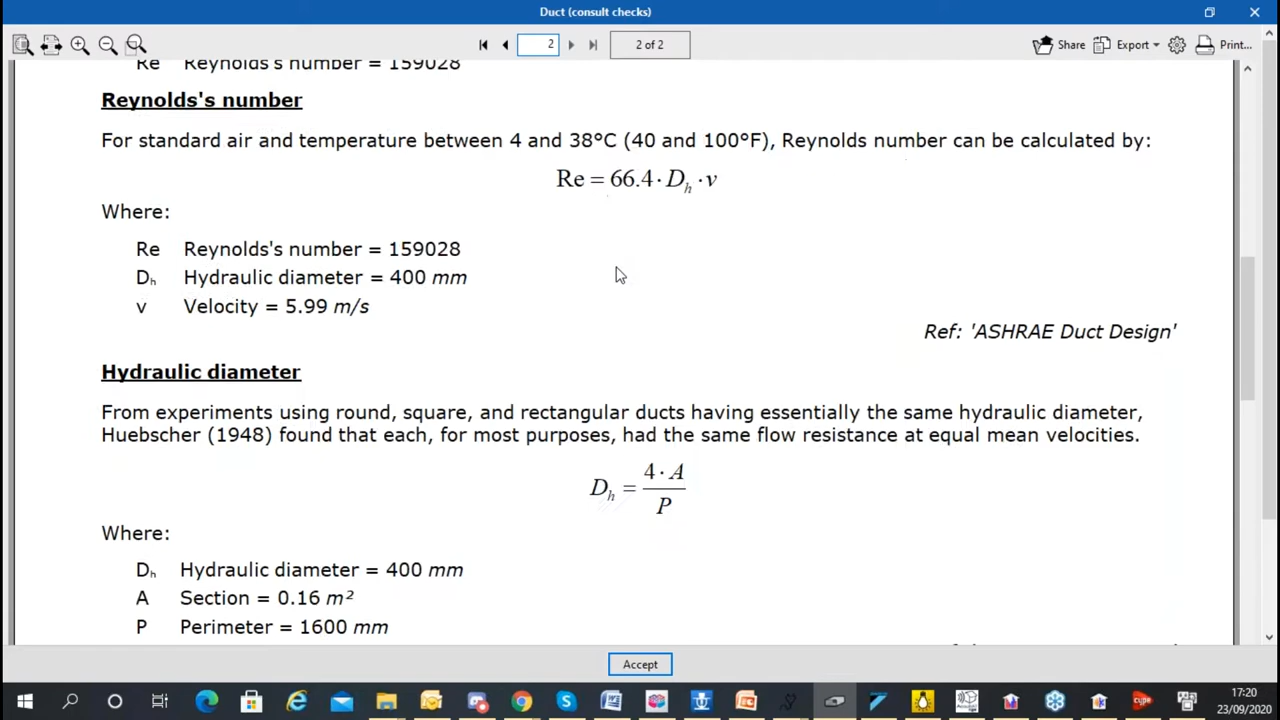 Duct (consult checks)
2
2 of 2
Share
Export
Print...
Re Reynolds's number = 159028
Reynolds's number
For standard air and temperature between 4 and 38°C (40 and 100°F), Reynolds number can be calculated by:
Re = 66.4 · Dₕ · v
Where:
Re Reynolds's number = 159028
Dₕ Hydraulic diameter = 400 mm
v Velocity = 5.99 m/s
Ref: 'ASHRAE Duct Design'
Hydraulic diameter
From experiments using round, square, and rectangular ducts having essentially the same hydraulic diameter,
Huebscher (1948) found that each, for most purposes, had the same flow resistance at equal mean velocities.
Dₕ = 4 · A / P
Where:
Dₕ Hydraulic diameter = 400 mm
A Section = 0.16 m²
P Perimeter = 1600 mm
Accept
17:20
23/09/2020